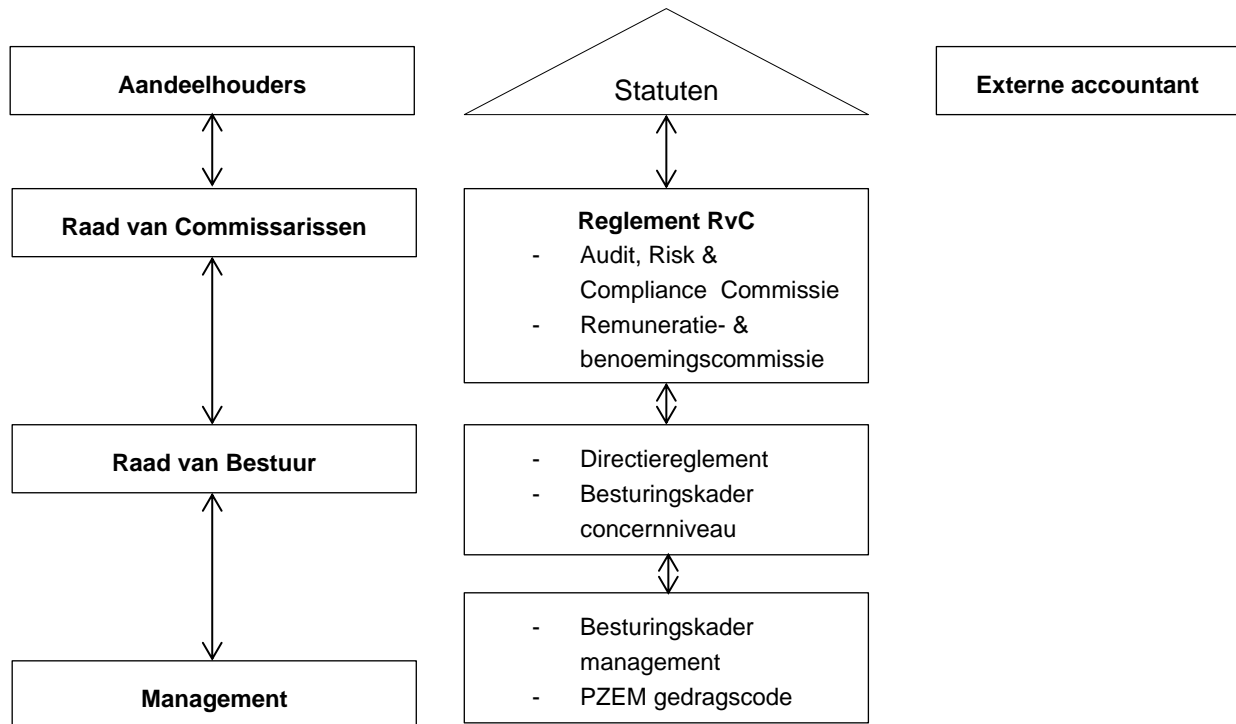 Aandeelhouders
Statuten
Externe accountant
Raad van Commissarissen
Reglement RvC
- Audit, Risk &
Compliance Commissie
- Remuneratie- &
benoemingscommissie
Raad van Bestuur
- Directiereglement
- Besturingskader
concernniveau
- Besturingskader
management
- PZEM gedragscode
Management